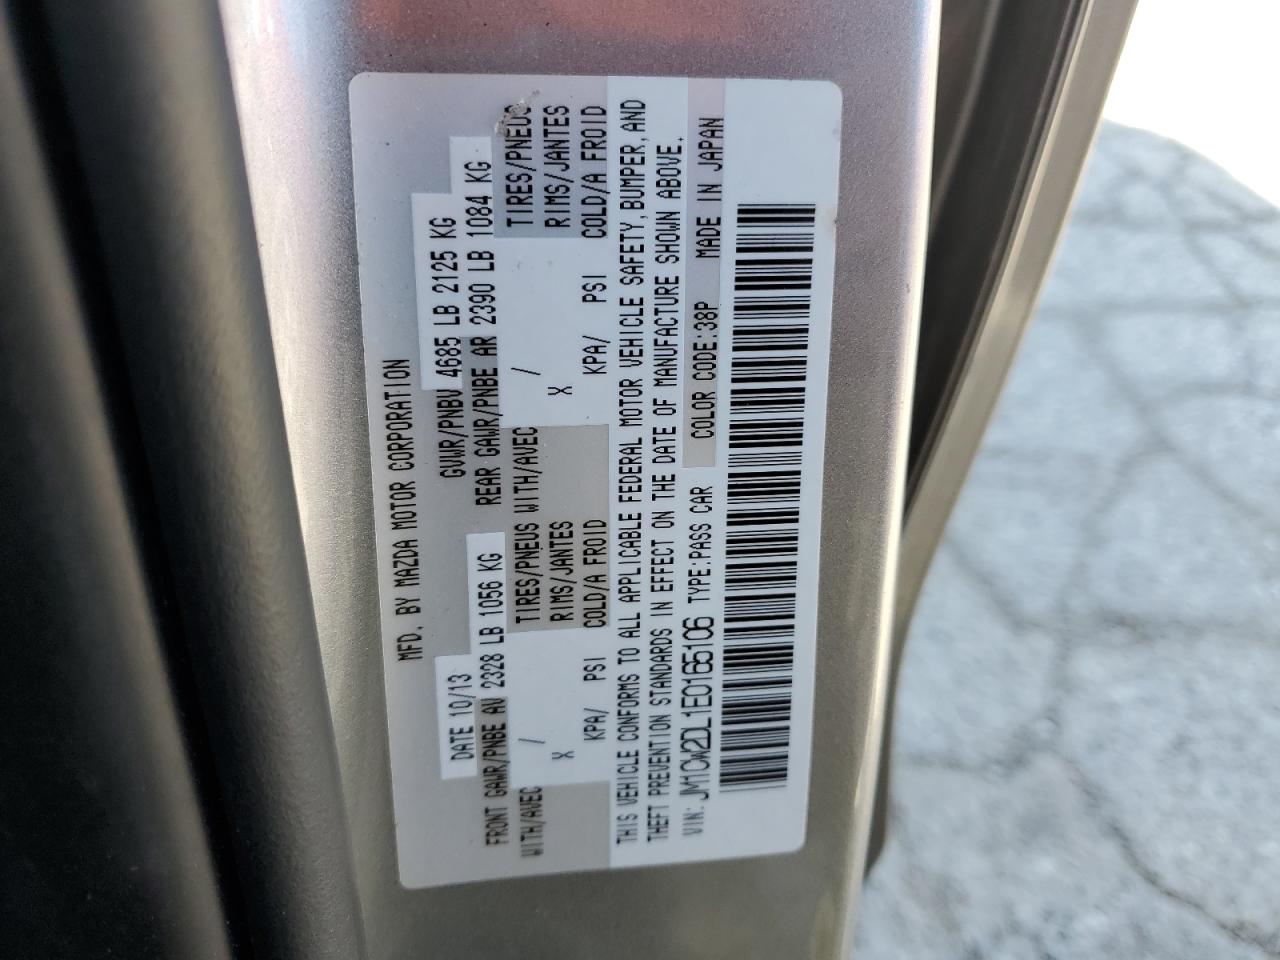 MFD. BY MAZDA MOTOR CORPORATION
DATE 10/13 GVWR/PNBV 4685 LB 2125 KG
FRONT GAWR/PNBE AV 2328 LB 1056 KG REAR GAWR/PNBE AR 2390 LB 1084 KG
WITH/AVEC / TIRES/PNEUS WITH/AVEC / TIRES/PNEUS
X RIMS/JANTES X RIMS/JANTES
KPA/ PSI COLD/A FROID KPA/ PSI COLD/A FROID
THIS VEHICLE CONFORMS TO ALL APPLICABLE FEDERAL MOTOR VEHICLE SAFETY, BUMPER, AND
THEFT PREVENTION STANDARDS IN EFFECT ON THE DATE OF MANUFACTURE SHOWN ABOVE.
VIN: JM1CW2DL1E0165106 TYPE:PASS CAR COLOR CODE:38P MADE IN JAPAN